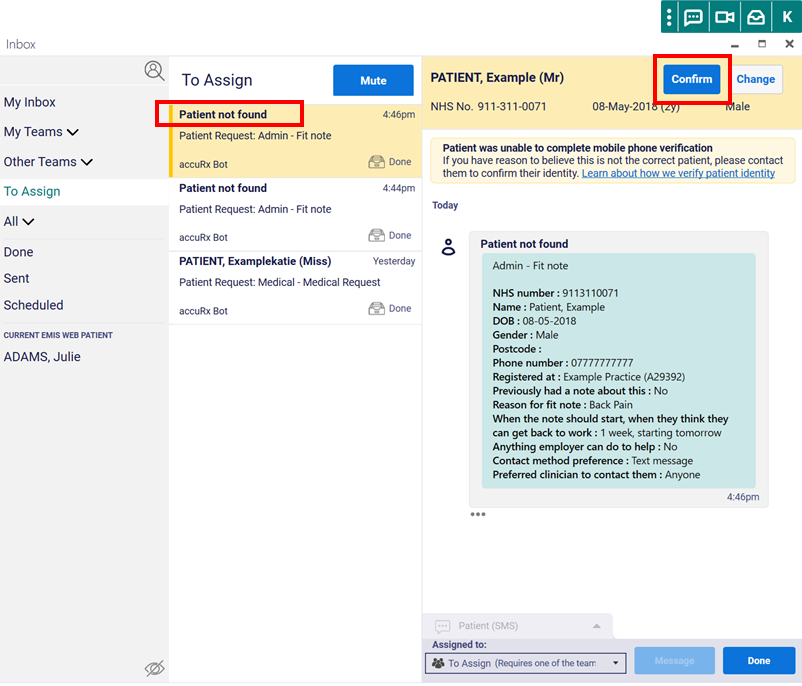 K
Inbox
My Inbox
My Teams
Other Teams
To Assign
All
Done
Sent
Scheduled
CURRENT EMIS WEB PATIENT
ADAMS, Julie
To Assign
Mute
Patient not found
4:46pm
Patient Request: Admin - Fit note
accuRx Bot
Done
Patient not found
4:44pm
Patient Request: Admin - Fit note
accuRx Bot
Done
PATIENT, Examplekatie (Miss)
Yesterday
Patient Request: Medical - Medical Request
accuRx Bot
Done
PATIENT, Example (Mr)
Confirm
Change
NHS No. 911-311-0071
08-May-2018 (2y)
Male
Patient was unable to complete mobile phone verification
If you have reason to believe this is not the correct patient, please contact
them to confirm their identity. Learn about how we verify patient identity
Today
Patient not found
Admin - Fit note
NHS number : 9113110071
Name : Patient, Example
DOB : 08-05-2018
Gender : Male
Postcode :
Phone number : 07777777777
Registered at : Example Practice (A29392)
Previously had a note about this : No
Reason for fit note : Back Pain
When the note should start, when they think they
can get back to work : 1 week, starting tomorrow
Anything employer can do to help : No
Contact method preference : Text message
Preferred clinician to contact them : Anyone
4:46pm
Patient (SMS)
Assigned to:
To Assign (Requires one of the team
Message
Done